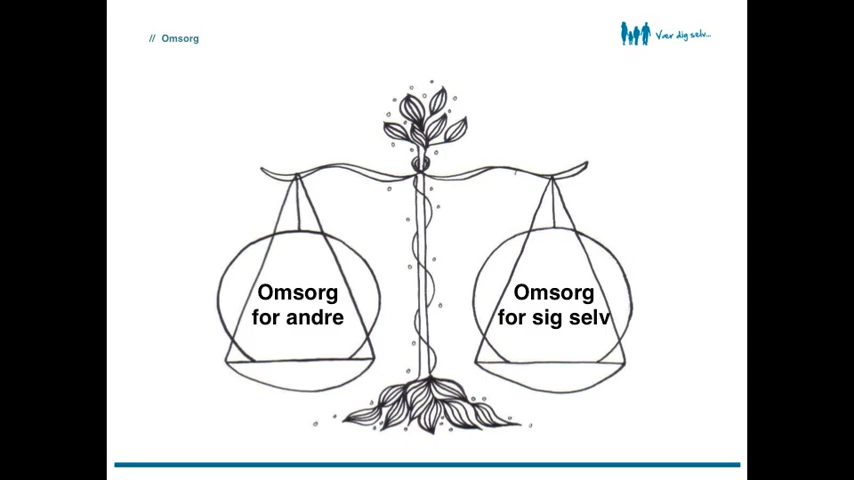 // Omsorg
Vær dig selv...
Omsorg
for andre
Omsorg
for sig selv